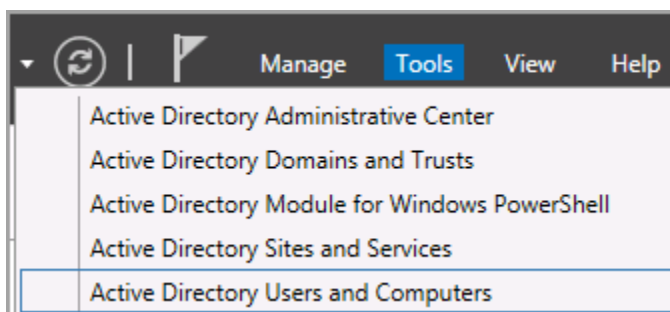 Manage Tools View Help
Active Directory Administrative Center
Active Directory Domains and Trusts
Active Directory Module for Windows PowerShell
Active Directory Sites and Services
Active Directory Users and Computers